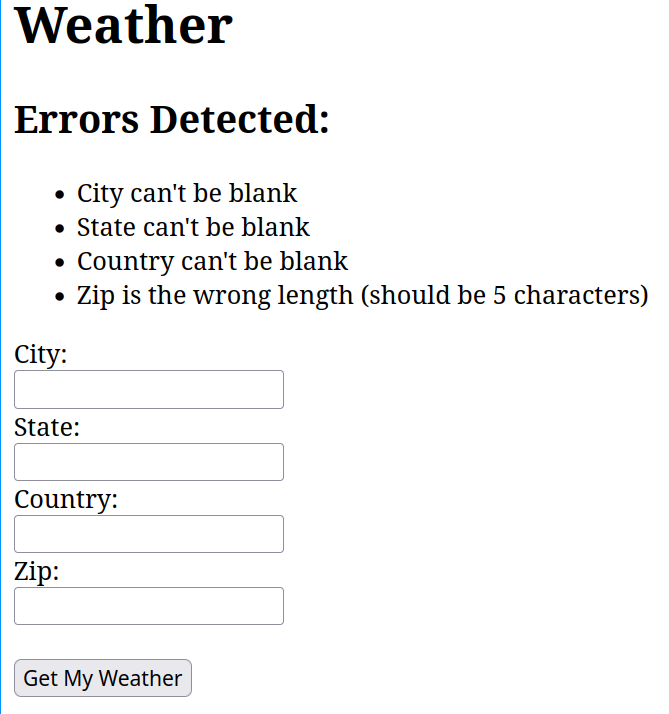 Weather
Errors Detected:
• City can't be blank
• State can't be blank
• Country can't be blank
• Zip is the wrong length (should be 5 characters)
City:
State:
Country:
Zip:
Get My Weather